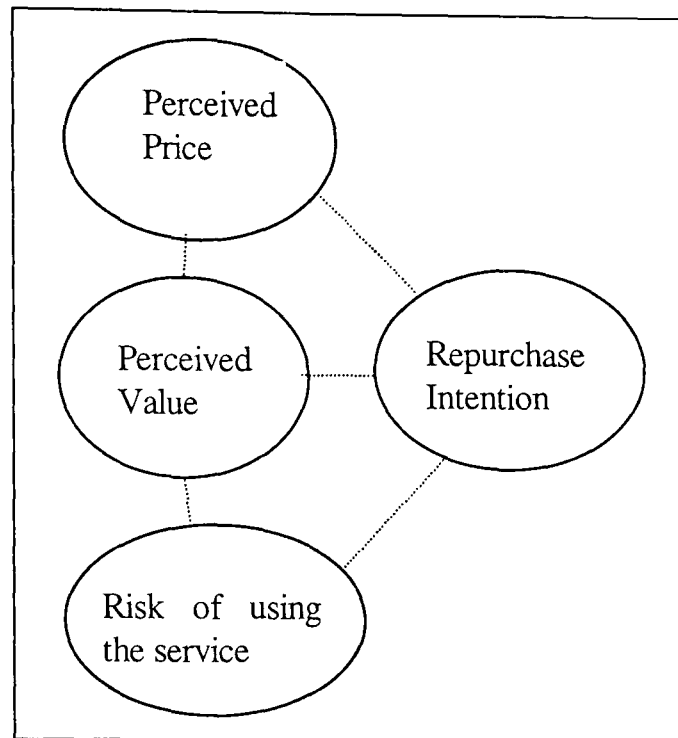 Perceived
Price
Perceived
Value
Repurchase
Intention
Risk of using
the service